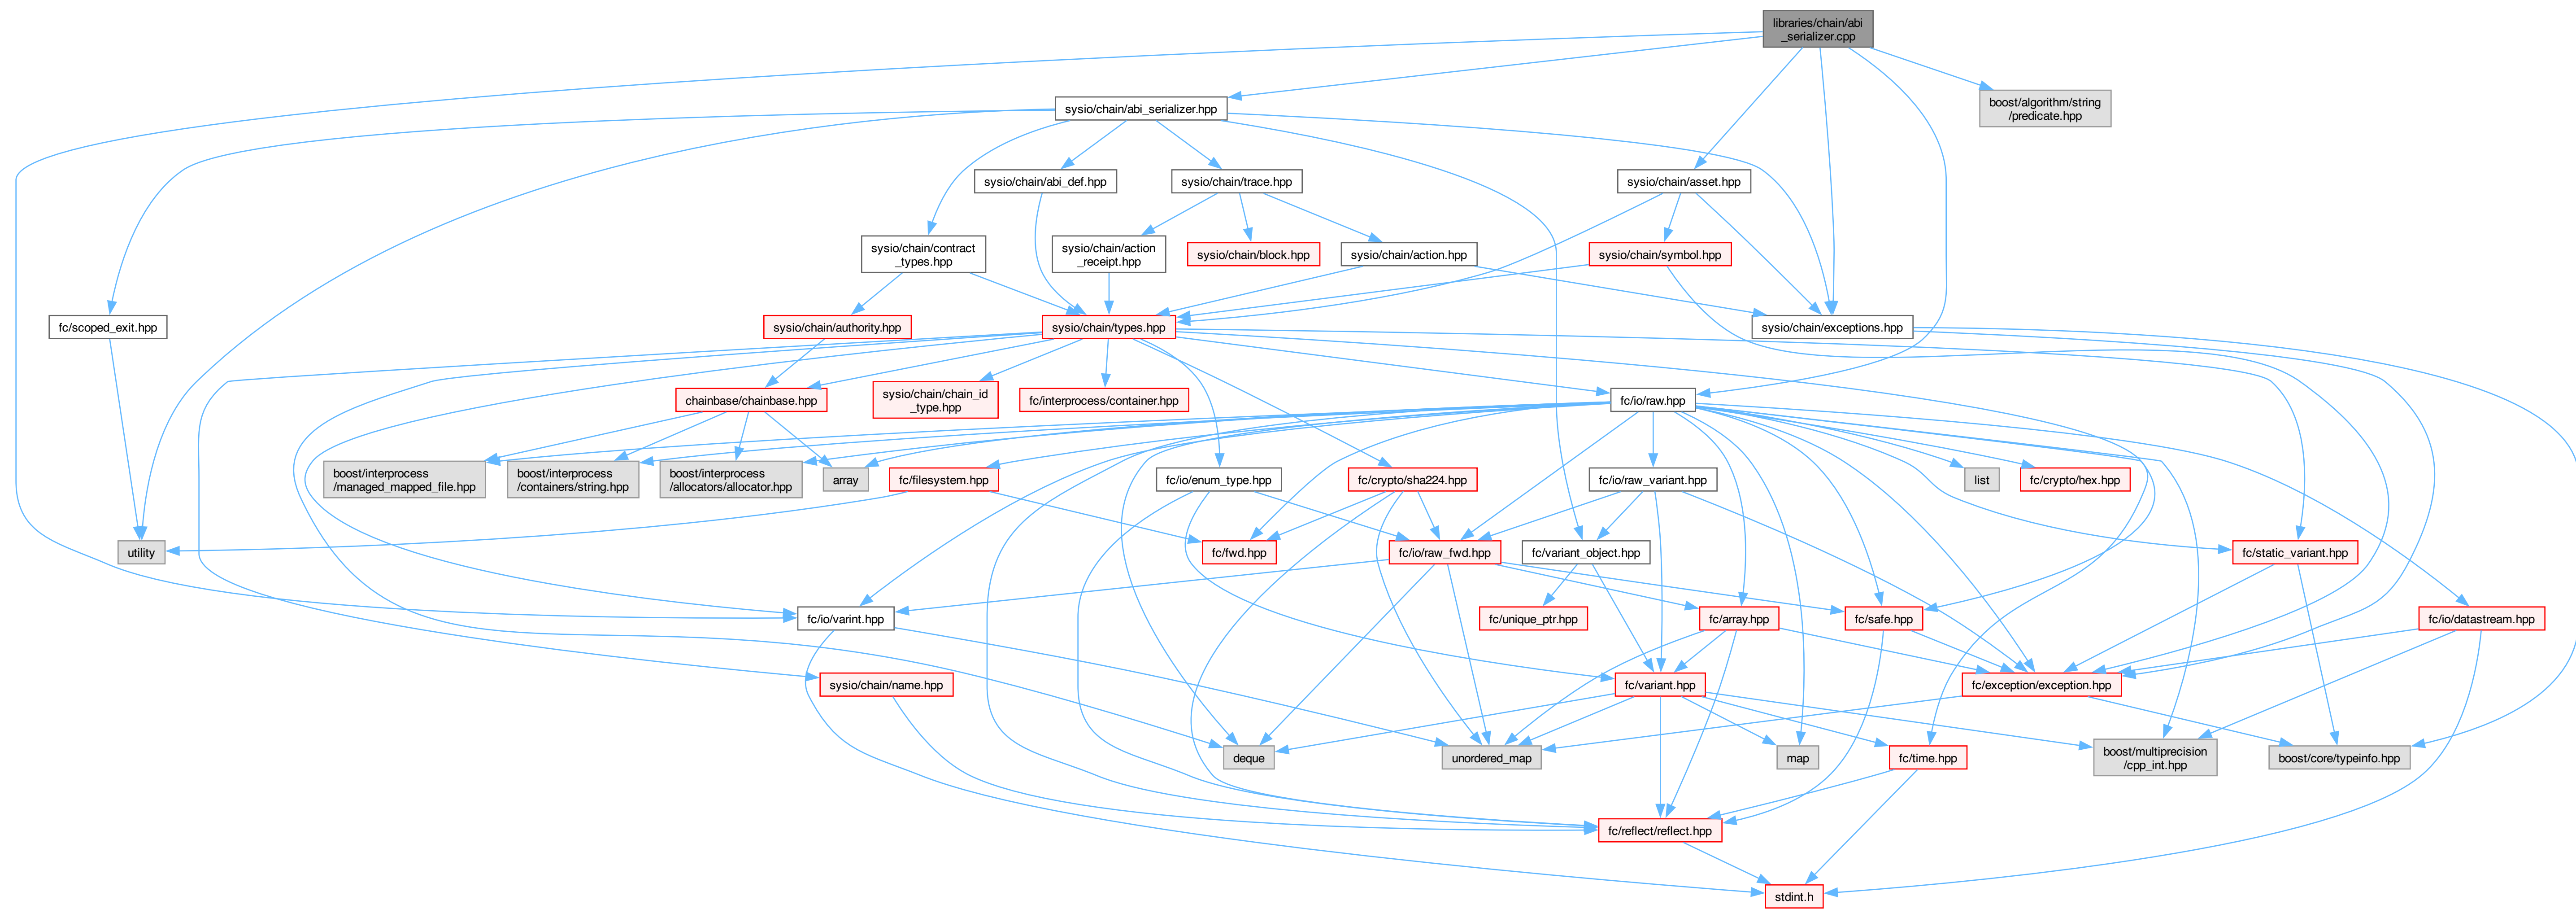 libraries/chain/abi
_serializer.cpp
sysio/chain/abi_serializer.hpp
boost/algorithm/string
/predicate.hpp
sysio/chain/abi_def.hpp
sysio/chain/trace.hpp
sysio/chain/asset.hpp
sysio/chain/contract
_types.hpp
sysio/chain/action
_receipt.hpp
sysio/chain/block.hpp
sysio/chain/action.hpp
sysio/chain/symbol.hpp
fc/scoped_exit.hpp
sysio/chain/authority.hpp
sysio/chain/types.hpp
sysio/chain/exceptions.hpp
chainbase/chainbase.hpp
sysio/chain/chain_id
_type.hpp
fc/interprocess/container.hpp
fc/io/raw.hpp
boost/interprocess
/managed_mapped_file.hpp
boost/interprocess
/containers/string.hpp
boost/interprocess
/allocators/allocator.hpp
array
fc/filesystem.hpp
fc/io/enum_type.hpp
fc/crypto/sha224.hpp
fc/io/raw_variant.hpp
list
fc/crypto/hex.hpp
utility
fc/fwd.hpp
fc/io/raw_fwd.hpp
fc/variant_object.hpp
fc/static_variant.hpp
fc/io/varint.hpp
fc/unique_ptr.hpp
fc/array.hpp
fc/safe.hpp
fc/io/datastream.hpp
sysio/chain/name.hpp
fc/variant.hpp
fc/exception/exception.hpp
deque
unordered_map
map
fc/time.hpp
boost/multiprecision
/cpp_int.hpp
boost/core/typeinfo.hpp
fc/reflect/reflect.hpp
stdint.h